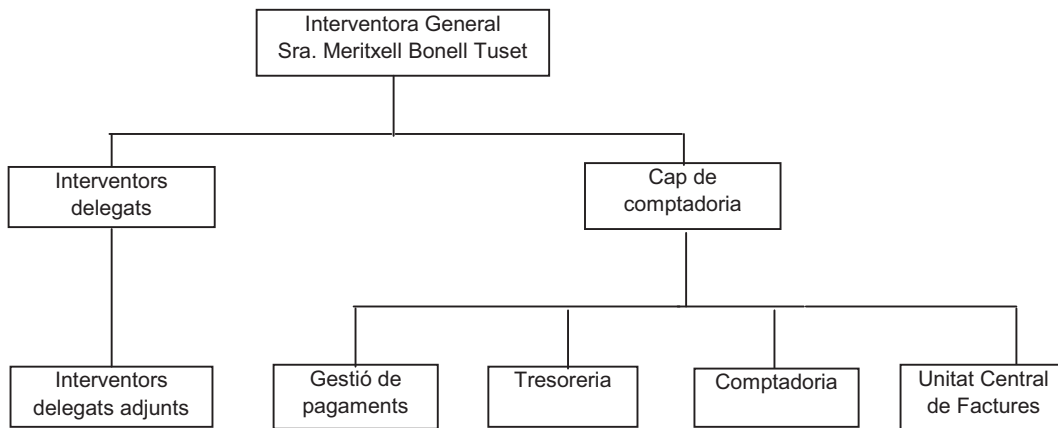 Interventora General
Sra. Meritxell Bonell Tuset
Interventors
delegats
Cap de
comptadoria
Interventors
delegats adjunts
Gestió de
pagaments
Tresoreria
Comptadoria
Unitat Central
de Factures